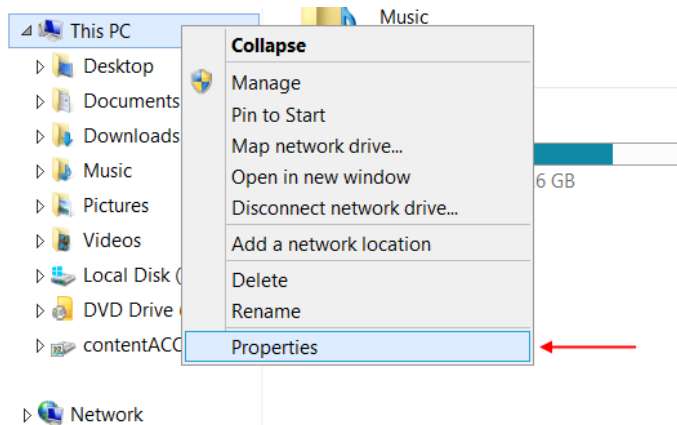 This PC
Desktop
Documents
Downloads
Music
Pictures
Videos
Local Disk (
DVD Drive
contentACC
Network
Music
6 GB
Collapse
Manage
Pin to Start
Map network drive...
Open in new window
Disconnect network drive...
Add a network location
Delete
Rename
Properties